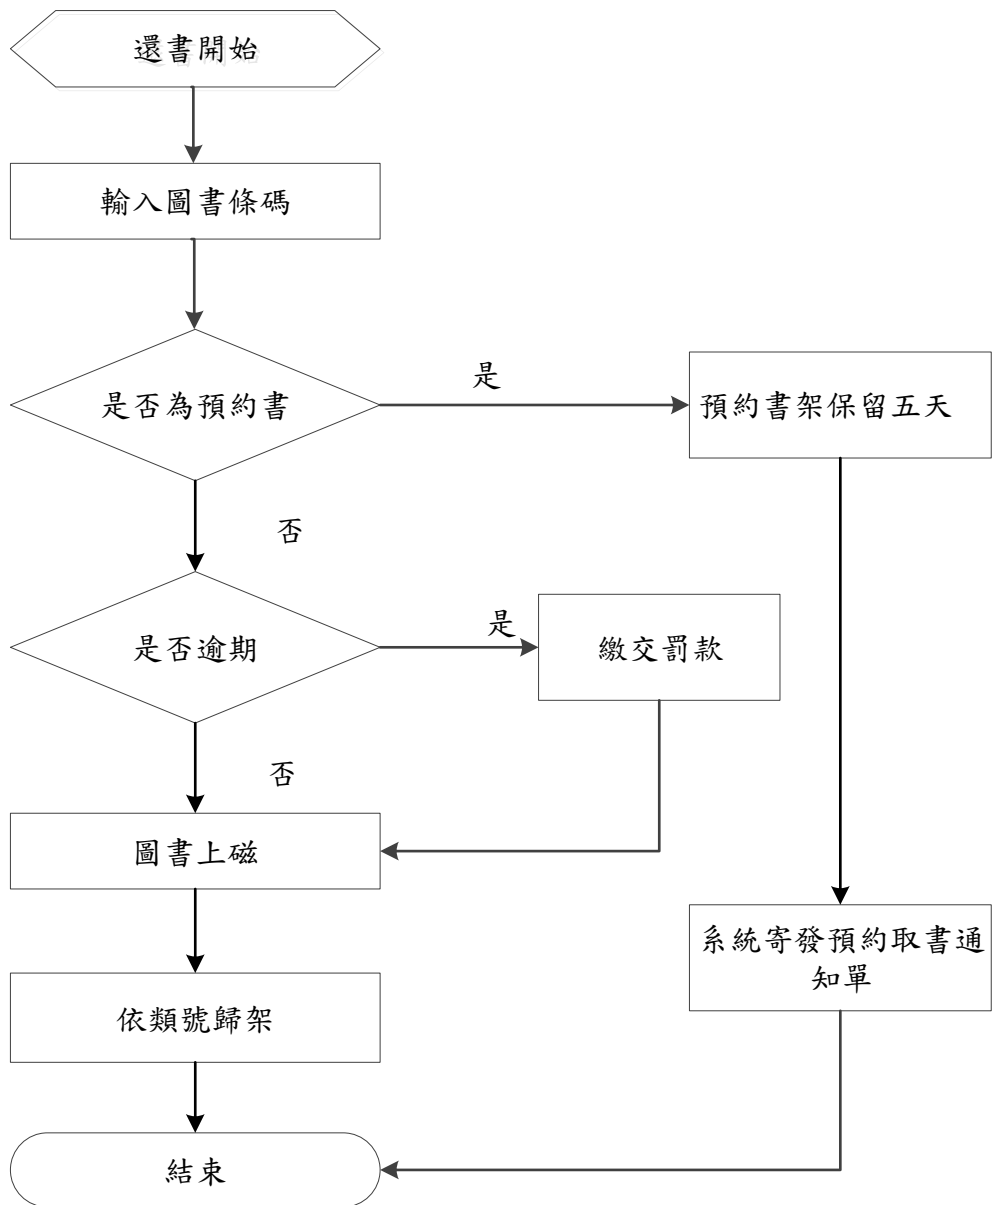 還書開始
輸入圖書條碼
是否為預約書
是
預約書架保留五天
否
是否逾期
是
繳交罰款
否
圖書上磁
系統寄發預約取書通
知單
依類號歸架
結束